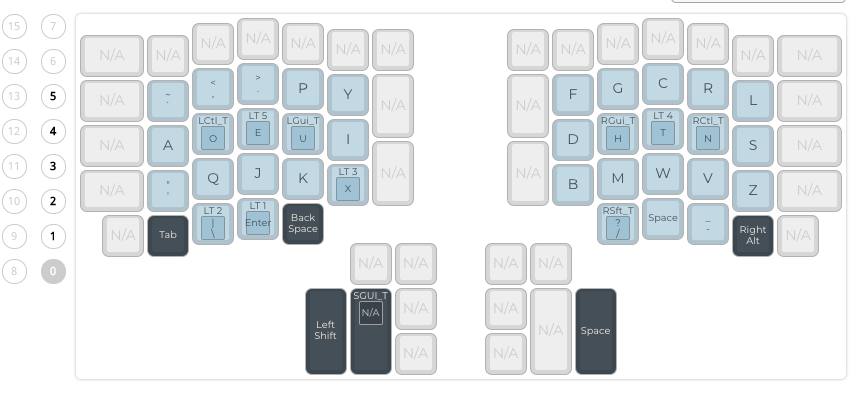 15 7 N/A N/A N/A N/A N/A N/A N/A N/A N/A N/A N/A N/A N/A N/A
14 6
13 5 N/A ~ ` < , > . P Y N/A N/A F G C R L N/A
12 4 N/A A LCtl_T O LT 5 E LGui_T U I D RGui_T H LT 4 T RCtl_T N S N/A
11 3 N/A " ' Q J K LT 3 X N/A N/A B M W V Z N/A
10 2
9 1 N/A Tab LT 2 | \ LT 1 Enter Back Space RSft_T ? / Space _ - Right Alt N/A
8 0 N/A N/A N/A N/A
Left Shift SGUI_T N/A N/A N/A N/A Space
N/A N/A